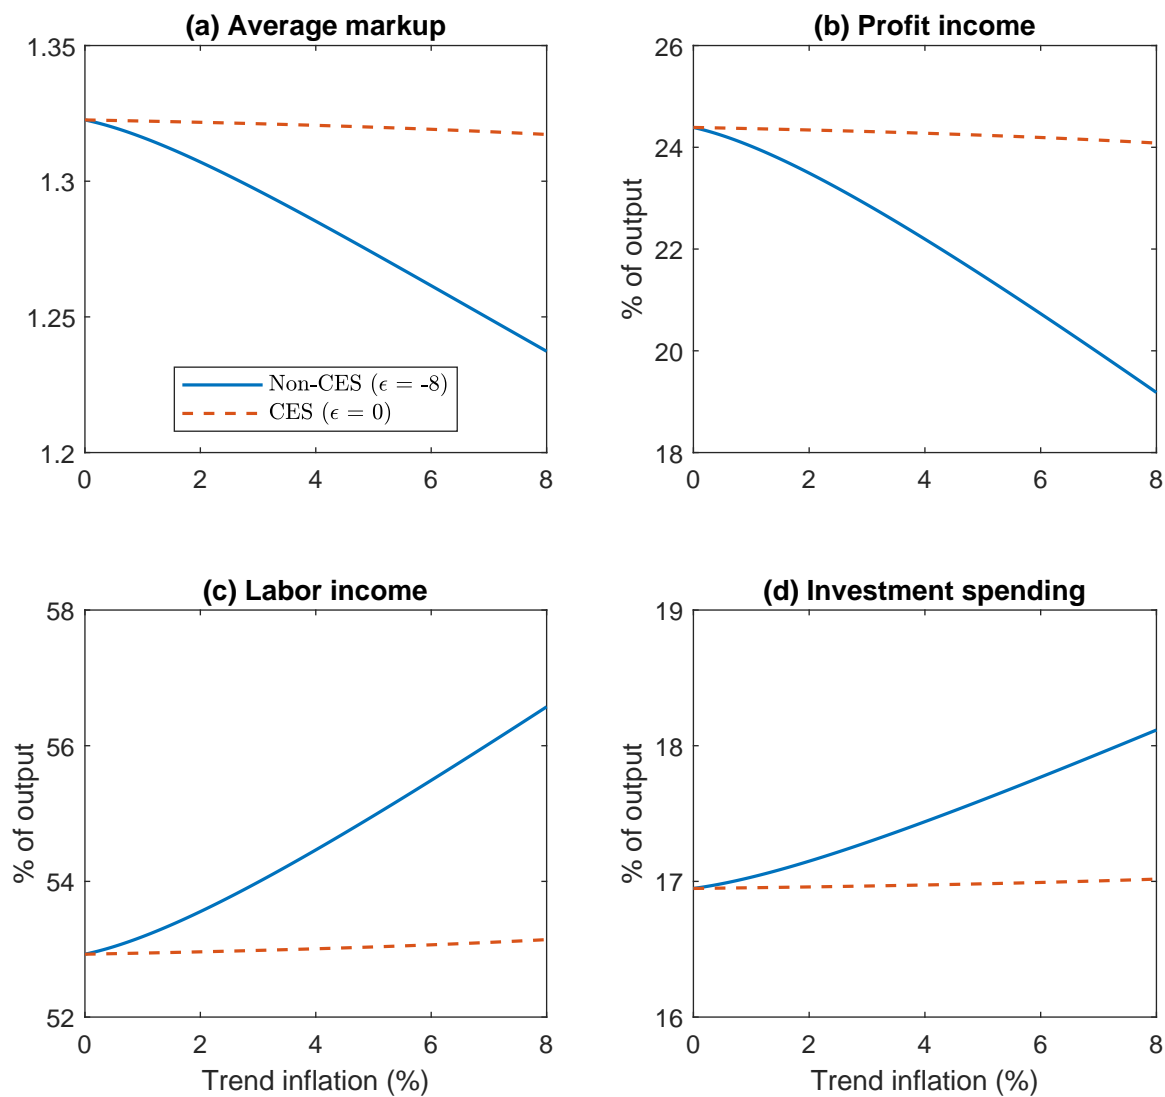 (a) Average markup
1.35
1.3
1.25
1.2
0 2 4 6 8
Non-CES (ϵ = -8)
CES (ϵ = 0)
(b) Profit income
% of output
26
24
22
20
18
0 2 4 6 8
(c) Labor income
% of output
58
56
54
52
0 2 4 6 8
Trend inflation (%)
(d) Investment spending
% of output
19
18
17
16
0 2 4 6 8
Trend inflation (%)